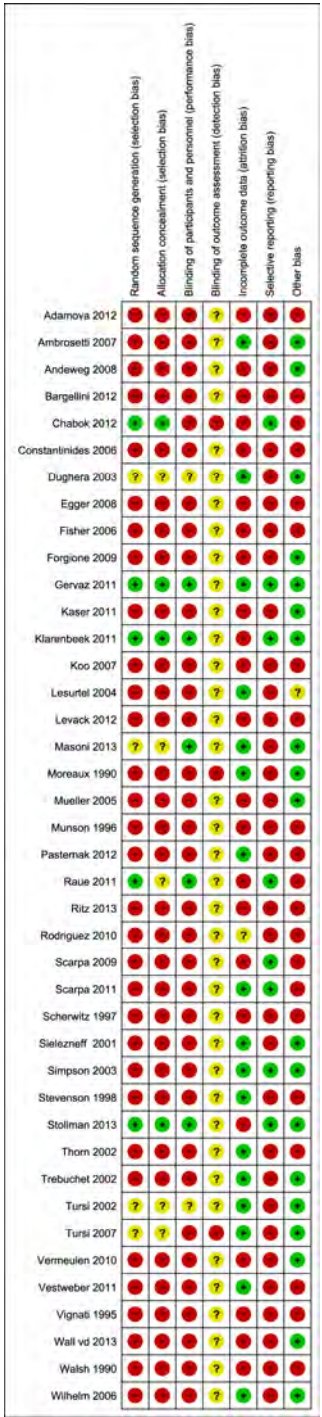 Random sequence generation (selection bias)
Allocation concealment (selection bias)
Blinding of participants and personnel (performance bias)
Blinding of outcome assessment (detection bias)
Incomplete outcome data (attrition bias)
Selective reporting (reporting bias)
Other bias
Adamova 2012 - - - ? - - -
Ambrosetti 2007 - - - ? + - +
Andeweg 2008 - - - ? - - +
Bargellini 2012 - - - ? - - -
Chabok 2012 + + - - - + -
Constantinides 2006 - - - ? - - -
Dughera 2003 ? ? ? ? + - +
Egger 2008 - - - ? - - -
Fisher 2006 - - - ? - - -
Forgione 2009 - - - ? - - +
Gervaz 2011 + + + ? + + +
Kaser 2011 - - - ? - - +
Klarenbeek 2011 + + + ? - + +
Koo 2007 - - - ? - - -
Lesurtel 2004 - - - ? + - ?
Levack 2012 - - - ? - - -
Masoni 2013 ? ? + ? + - +
Moreaux 1990 - - - - + - +
Mueller 2005 - - - ? - - +
Munson 1996 - - - ? - - -
Pasternak 2012 - - - ? + - -
Raue 2011 + ? + ? - + -
Ritz 2013 - - - ? - - -
Rodriguez 2010 - - - ? ? - -
Scarpa 2009 - - - ? - + -
Scarpa 2011 - - - ? + + -
Scherwitz 1997 - - - ? - - -
Sielezneff 2001 - - - ? + - +
Simpson 2003 - - - ? + + +
Stevenson 1998 - - - ? + - -
Stollman 2013 + + + ? - + +
Thorn 2002 - - - ? + - -
Trebuchet 2002 - - - ? + - +
Tursi 2002 ? ? ? ? + - +
Tursi 2007 ? ? - - + - +
Vermeulen 2010 - - - ? - - +
Vestweber 2011 - - - ? + - -
Vignati 1995 - - - ? - - -
Wall vd 2013 - - - ? - - +
Walsh 1990 - - - ? - - -
Wilhelm 2006 - - - ? + - +